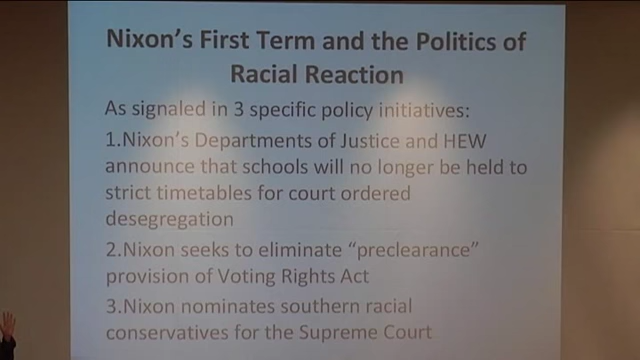 Nixon's First Term and the Politics of
Racial Reaction
As signaled in 3 specific policy initiatives:
1.Nixon's Departments of Justice and HEW
announce that schools will no longer be held to
strict timetables for court ordered
desegregation
2.Nixon seeks to eliminate “preclearance”
provision of Voting Rights Act
3.Nixon nominates southern racial
conservatives for the Supreme Court